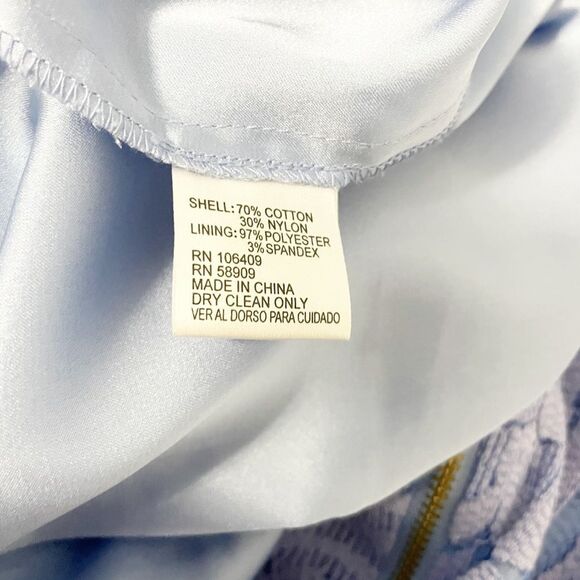 SHELL:70% COTTON
30% NYLON
LINING:97% POLYESTER
3% SPANDEX
RN 106409
RN 58909
MADE IN CHINA
DRY CLEAN ONLY
VER AL DORSO PARA CUIDADO